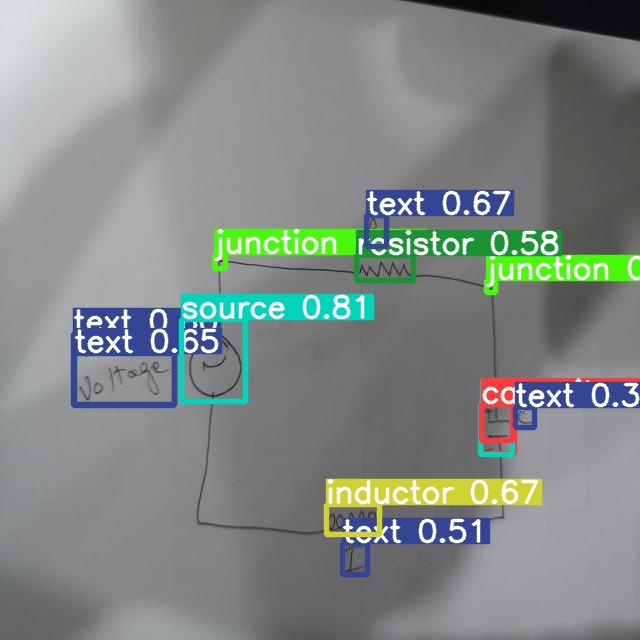 text 0.67
junction
resistor 0.58
junction 0
source 0.81
text 0.
text 0.65
Voltage
text 0.3
C
inductor 0.67
text 0.51
L